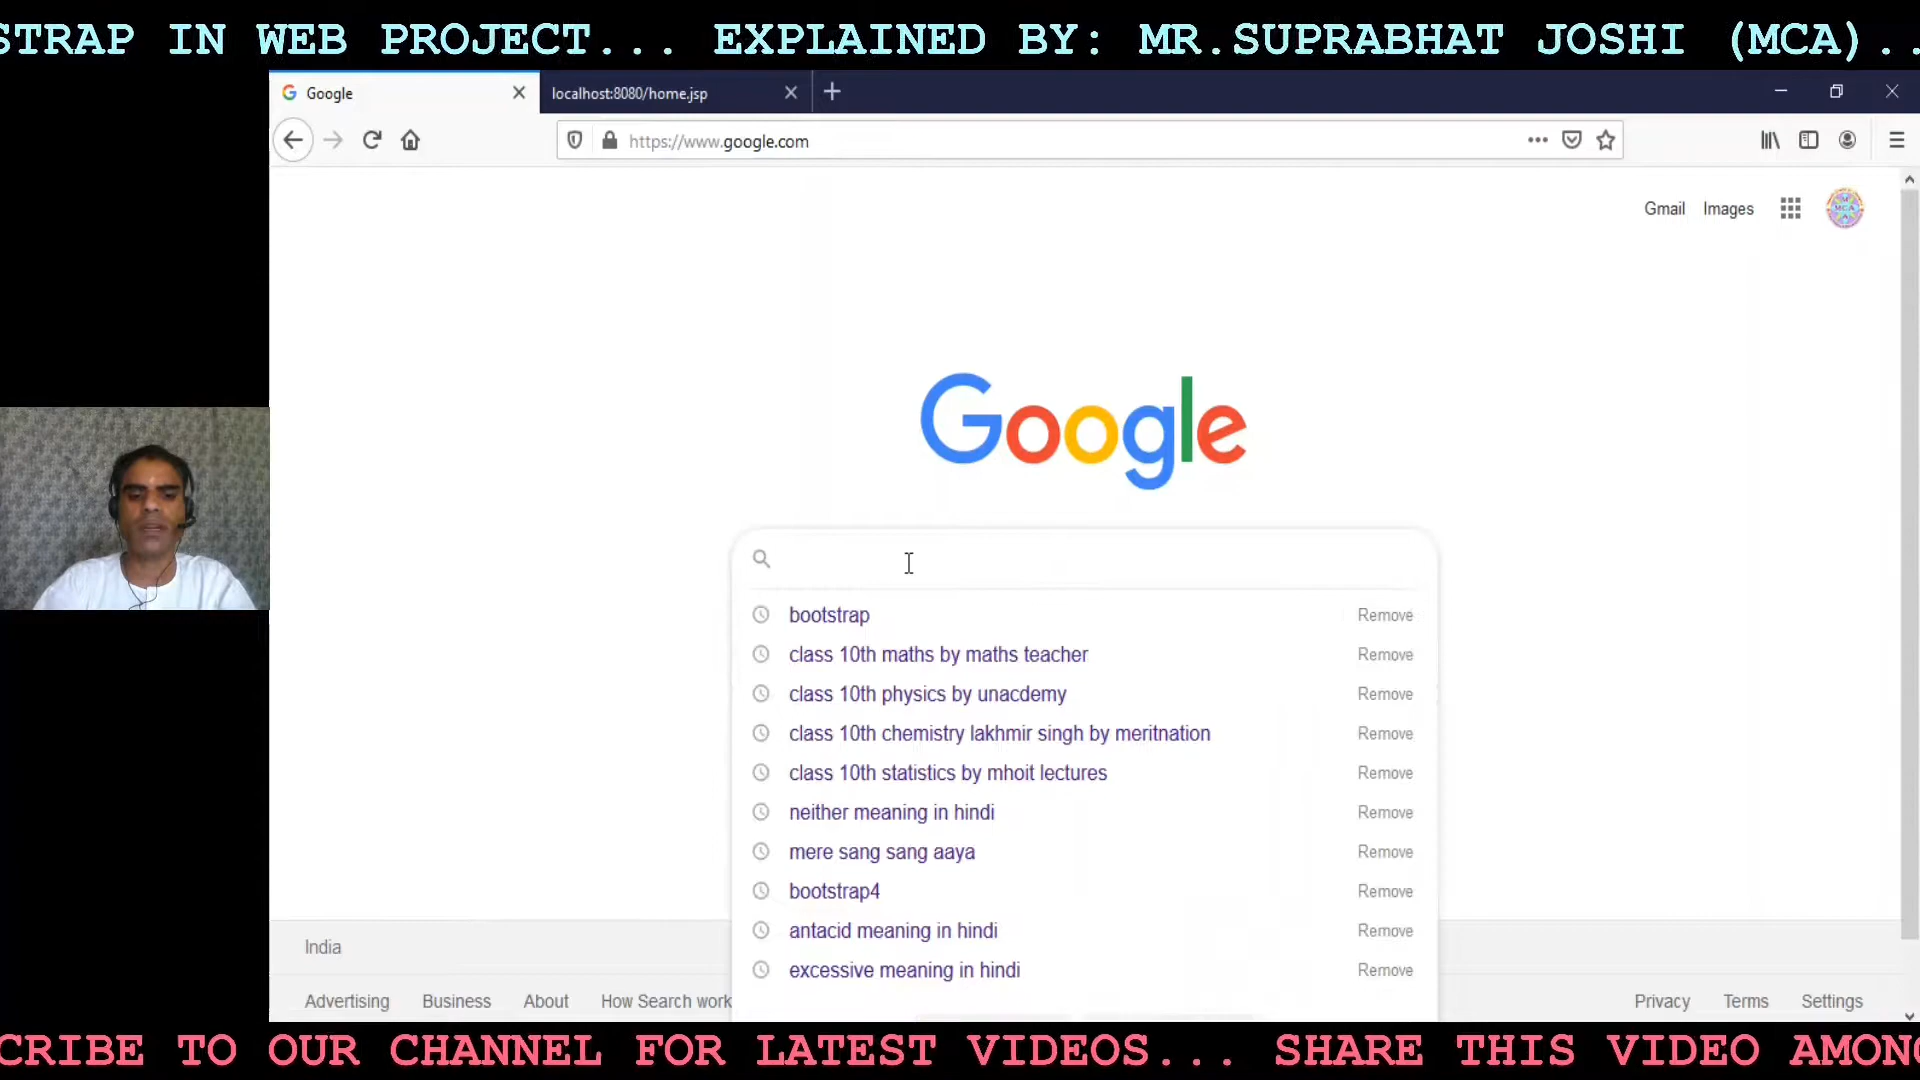 STRAP IN WEB PROJECT... EXPLAINED BY: MR.SUPRABHAT JOSHI (MCA)..
Google
localhost:8080/home.jsp
https://www.google.com
Gmail Images
MCA
Google
bootstrap Remove
class 10th maths by maths teacher Remove
class 10th physics by unacdemy Remove
class 10th chemistry lakhmir singh by meritnation Remove
class 10th statistics by mhoit lectures Remove
neither meaning in hindi Remove
mere sang sang aaya Remove
bootstrap4 Remove
antacid meaning in hindi Remove
excessive meaning in hindi Remove
India
Advertising Business About How Search work Privacy Terms Settings
CRIBE TO OUR CHANNEL FOR LATEST VIDEOS... SHARE THIS VIDEO AMONG